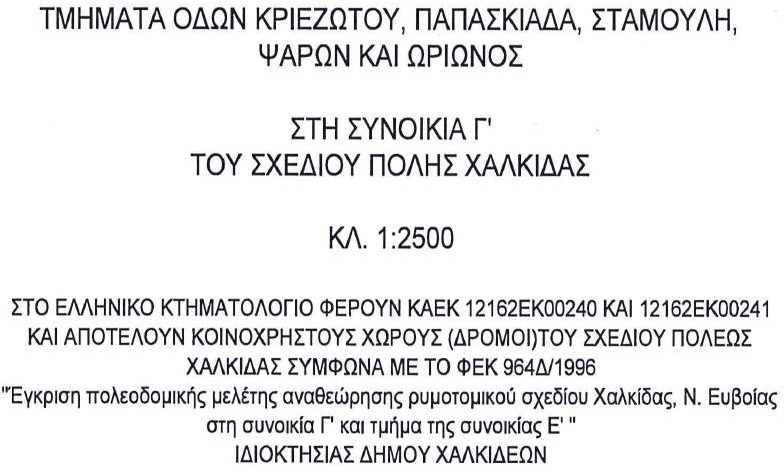 ΤΜΗΜΑΤΑ ΟΔΩΝ ΚΡΙΕΖΩΤΟΥ, ΠΑΠΑΣΚΙΑΔΑ, ΣΤΑΜΟΥΛΗ,
ΨΑΡΩΝ ΚΑΙ ΩΡΙΩΝΟΣ
ΣΤΗ ΣΥΝΟΙΚΙΑ Γ'
ΤΟΥ ΣΧΕΔΙΟΥ ΠΟΛΗΣ ΧΑΛΚΙΔΑΣ
ΚΛ. 1:2500
ΣΤΟ ΕΛΛΗΝΙΚΟ ΚΤΗΜΑΤΟΛΟΓΙΟ ΦΕΡΟΥΝ ΚΑΕΚ 12162ΕΚ00240 ΚΑΙ 12162ΕΚ00241
ΚΑΙ ΑΠΟΤΕΛΟΥΝ ΚΟΙΝΟΧΡΗΣΤΟΥΣ ΧΩΡΟΥΣ (ΔΡΟΜΟΙ)ΤΟΥ ΣΧΕΔΙΟΥ ΠΟΛΕΩΣ
ΧΑΛΚΙΔΑΣ ΣΥΜΦΩΝΑ ΜΕ ΤΟ ΦΕΚ 964Δ/1996
"Έγκριση πολεοδομικής μελέτης αναθεώρησης ρυμοτομικού σχεδίου Χαλκίδας, Ν. Ευβοίας
στη συνοικία Γ' και τμήμα της συνοικίας Ε' "
ΙΔΙΟΚΤΗΣΙΑΣ ΔΗΜΟΥ ΧΑΛΚΙΔΕΩΝ